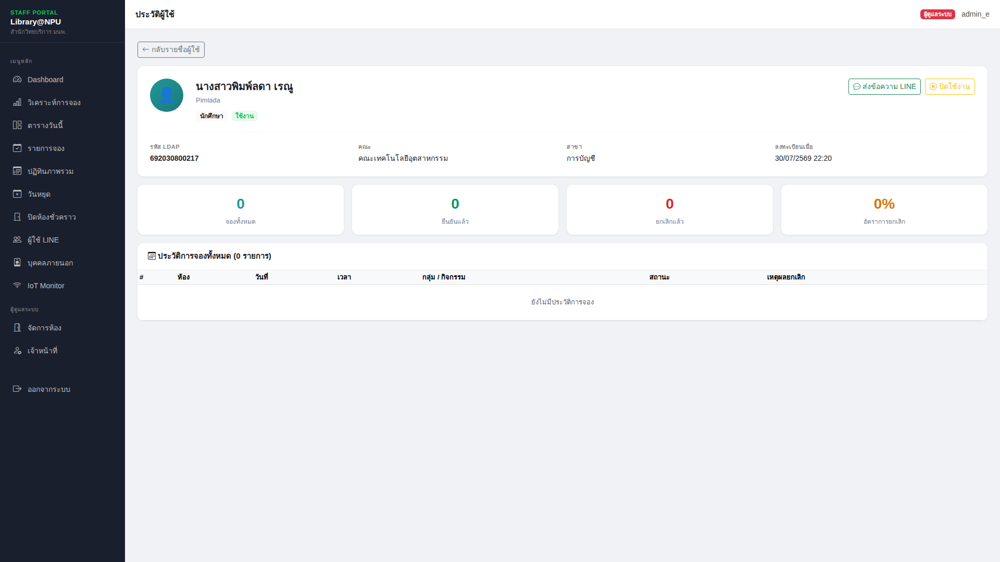 STAFF PORTAL
Library@NPU
สำนักวิทยบริการ มนพ.
เมนูหลัก
Dashboard
วิเคราะห์การจอง
ตารางวันนี้
รายการจอง
ปฏิทินภาพรวม
วันหยุด
ปิดห้องชั่วคราว
ผู้ใช้ LINE
บุคคลภายนอก
IoT Monitor
ผู้ดูแลระบบ
จัดการห้อง
เจ้าหน้าที่
ออกจากระบบ
ประวัติผู้ใช้
ผู้ดูแลระบบ admin_e
← กลับรายชื่อผู้ใช้
นางสาวพิมพ์ลดา เรณู
Pimlada
นักศึกษา ใช้งาน
ส่งข้อความ LINE ปิดใช้งาน
รหัส LDAP คณะ สาขา ลงทะเบียนเมื่อ
692030800217 คณะเทคโนโลยีอุตสาหกรรม การบัญชี 30/07/2569 22:20
0 0 0 0%
จองทั้งหมด ยืนยันแล้ว ยกเลิกแล้ว อัตราการยกเลิก
ประวัติการจองทั้งหมด (0 รายการ)
# ห้อง วันที่ เวลา กลุ่ม / กิจกรรม สถานะ เหตุผลยกเลิก
ยังไม่มีประวัติการจอง